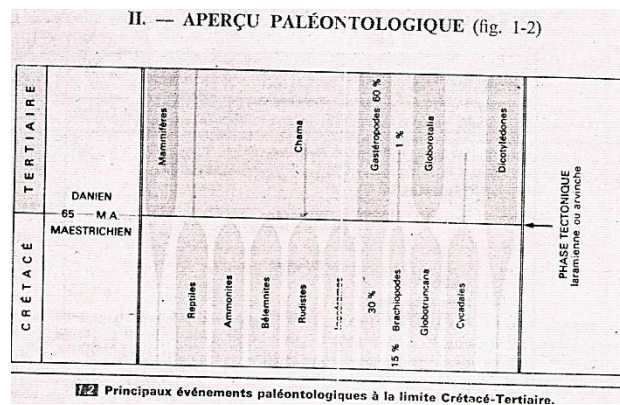 II. — APERÇU PALÉONTOLOGIQUE (fig. 1-2)
TERTIAIRE
CRÉTACÉ
DANIEN
65 — M.A.
MAESTRICHIEN
Mammifères
Chama
Gastéropodes 60 %
1 %
Globorotalia
Dicotylédones
Reptiles
Ammonites
Bélemnites
Rudistes
30 %
15 % Brachiopodes
Globotruncana
Cycadales
PHASE TECTONIQUE
laramienne ou arvinche
1-2 Principaux événements paléontologiques à la limite Crétacé-Tertiaire.